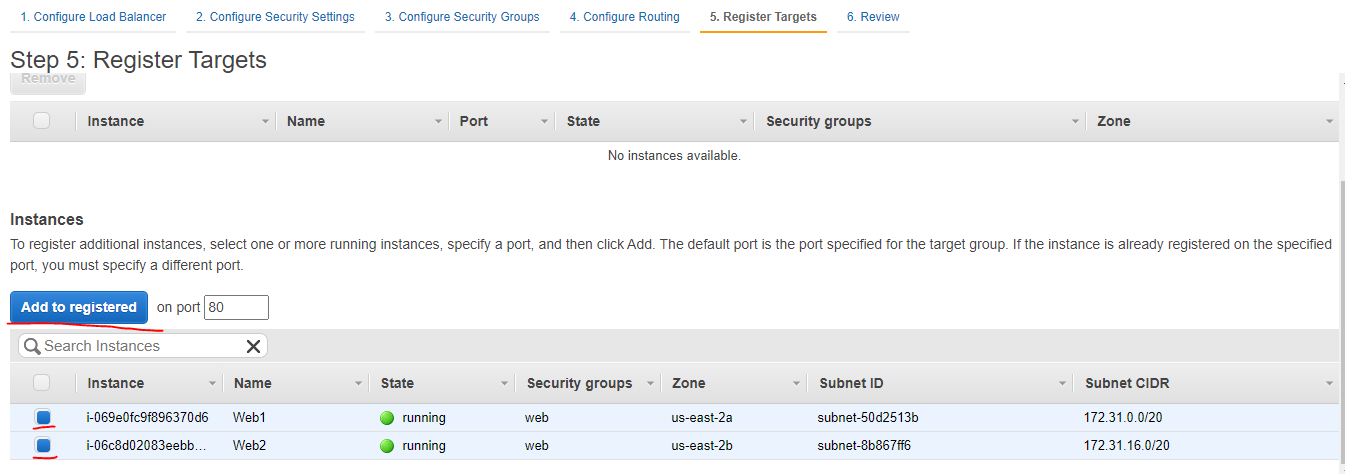 1. Configure Load Balancer 2. Configure Security Settings 3. Configure Security Groups 4. Configure Routing 5. Register Targets 6. Review
Step 5: Register Targets
Remove
Instance Name Port State Security groups Zone
No instances available.
Instances
To register additional instances, select one or more running instances, specify a port, and then click Add. The default port is the port specified for the target group. If the instance is already registered on the specified
port, you must specify a different port.
Add to registered on port 80
Search Instances
Instance Name State Security groups Zone Subnet ID Subnet CIDR
i-069e0fc9f896370d6 Web1 running web us-east-2a subnet-50d2513b 172.31.0.0/20
i-06c8d02083eebb... Web2 running web us-east-2b subnet-8b867ff6 172.31.16.0/20